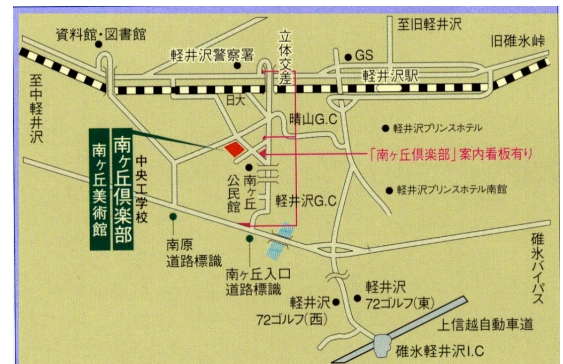 資料館・図書館
軽井沢警察署
立体交差
至旧軽井沢
GS
旧碓氷峠
軽井沢駅
至中軽井沢
日大
晴山G.C
軽井沢プリンスホテル
「南ヶ丘倶楽部」案内看板有り
中央工学校
南ヶ丘倶楽部
南ヶ丘美術館
南ヶ丘
公民館
軽井沢G.C
軽井沢プリンスホテル南館
南原
道路標識
南ヶ丘入口
道路標識
碓氷バイパス
軽井沢
72ゴルフ(西)
軽井沢
72ゴルフ(東)
上信越自動車道
碓氷軽井沢I.C